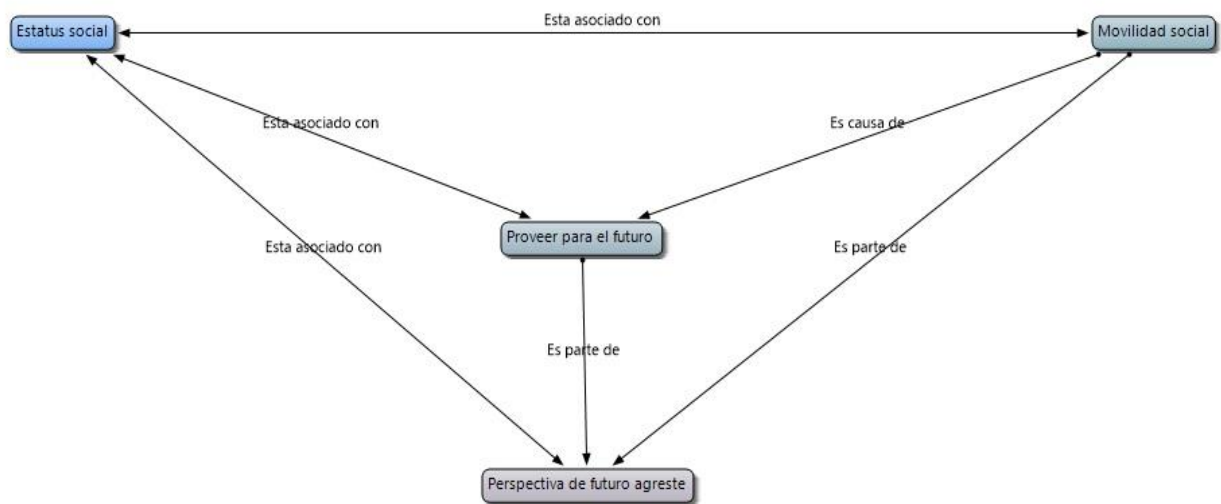 Esta asociado con
Estatus social
Movilidad social
Esta asociado con
Es causa de
Proveer para el futuro
Esta asociado con
Es parte de
Es parte de
Perspectiva de futuro agreste